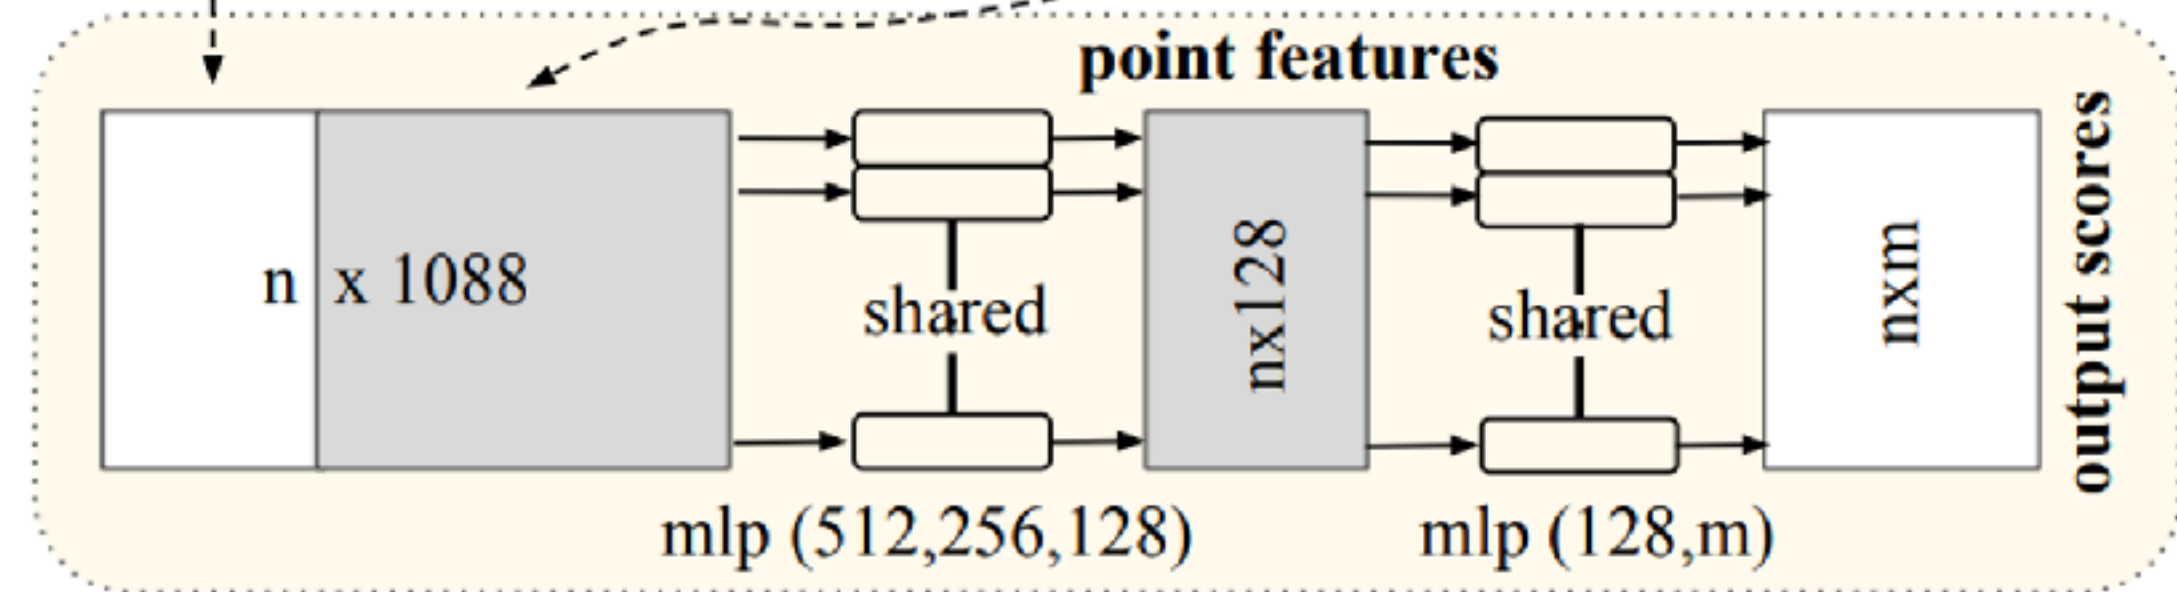 point features
n x 1088
shared
nx128
shared
nxm
output scores
mlp (512,256,128)
mlp (128,m)